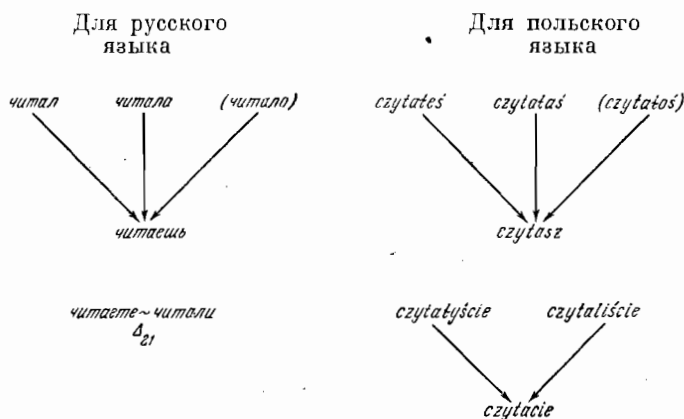 Для русского
языка
читал читала (читало)
читаешь
читаете ~ читали
Δ₂₁
Для польского
языка
czytałeś czytałaś (czytałoś)
czytasz
czytałyście czytaliście
czytacie